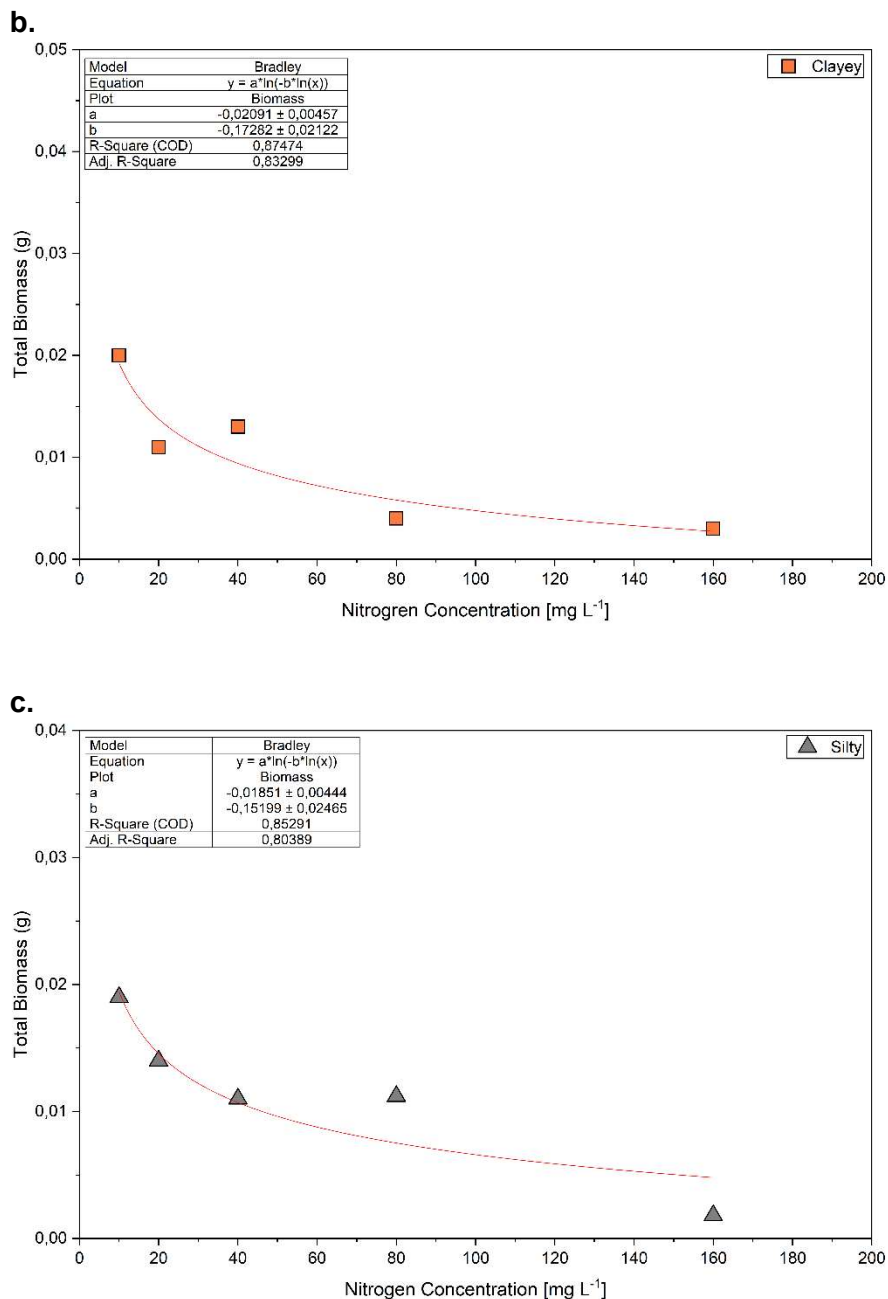 b.
0,05
0,04
0,03
0,02
0,01
0,00
Total Biomass (g)
Model Bradley
Equation y = a*ln(-b*ln(x))
Plot Biomass
a -0,02091 ± 0,00457
b -0,17282 ± 0,02122
R-Square (COD) 0,87474
Adj. R-Square 0,83299
Clayey
0 20 40 60 80 100 120 140 160 180 200
Nitrogren Concentration [mg L⁻¹]
c.
0,04
0,03
0,02
0,01
0,00
Total Biomass (g)
Model Bradley
Equation y = a*ln(-b*ln(x))
Plot Biomass
a -0,01851 ± 0,00444
b -0,15199 ± 0,02465
R-Square (COD) 0,85291
Adj. R-Square 0,80389
Silty
0 20 40 60 80 100 120 140 160 180 200
Nitrogen Concentration [mg L⁻¹]